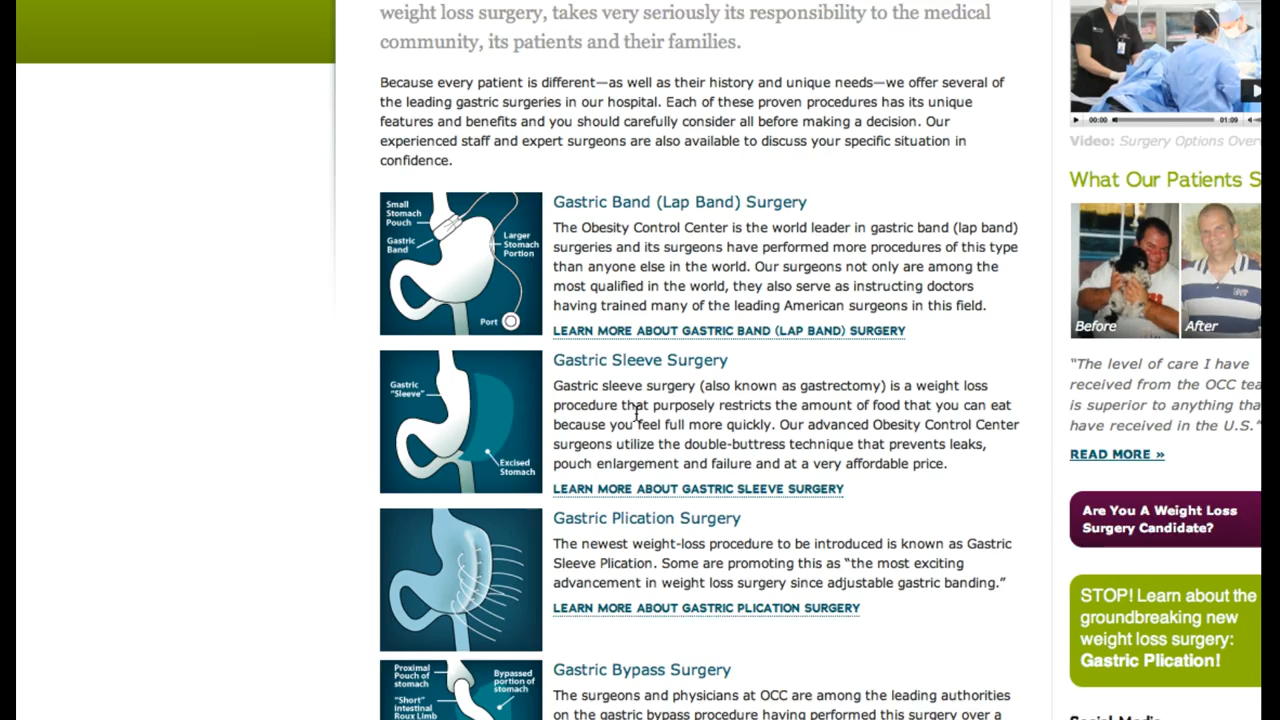 weight loss surgery, takes very seriously its responsibility to the medical
community, its patients and their families.
Because every patient is different—as well as their history and unique needs—we offer several of
the leading gastric surgeries in our hospital. Each of these proven procedures has its unique
features and benefits and you should carefully consider all before making a decision. Our
experienced staff and expert surgeons are also available to discuss your specific situation in
confidence.
Small
Stomach
Pouch
Gastric
Band
Larger
Stomach
Portion
Port
Gastric Band (Lap Band) Surgery
The Obesity Control Center is the world leader in gastric band (lap band)
surgeries and its surgeons have performed more procedures of this type
than anyone else in the world. Our surgeons not only are among the
most qualified in the world, they also serve as instructing doctors
having trained many of the leading American surgeons in this field.
LEARN MORE ABOUT GASTRIC BAND (LAP BAND) SURGERY
Gastric
"Sleeve"
Excised
Stomach
Gastric Sleeve Surgery
Gastric sleeve surgery (also known as gastrectomy) is a weight loss
procedure that purposely restricts the amount of food that you can eat
because you feel full more quickly. Our advanced Obesity Control Center
surgeons utilize the double-buttress technique that prevents leaks,
pouch enlargement and failure and at a very affordable price.
LEARN MORE ABOUT GASTRIC SLEEVE SURGERY
Gastric Plication Surgery
The newest weight-loss procedure to be introduced is known as Gastric
Sleeve Plication. Some are promoting this as “the most exciting
advancement in weight loss surgery since adjustable gastric banding.”
LEARN MORE ABOUT GASTRIC PLICATION SURGERY
Proximal
Pouch of
stomach
"Short"
Intestinal
Roux Limb
Bypassed
portion of
stomach
Gastric Bypass Surgery
The surgeons and physicians at OCC are among the leading authorities
on the gastric bypass procedure having performed this surgery over a
00:00
01:09
Video: Surgery Options Over
What Our Patients S
Before
After
“The level of care I have
received from the OCC tea
is superior to anything tha
have received in the U.S.”
READ MORE »
Are You A Weight Loss
Surgery Candidate?
STOP! Learn about the
groundbreaking new
weight loss surgery:
Gastric Plication!
Social Media